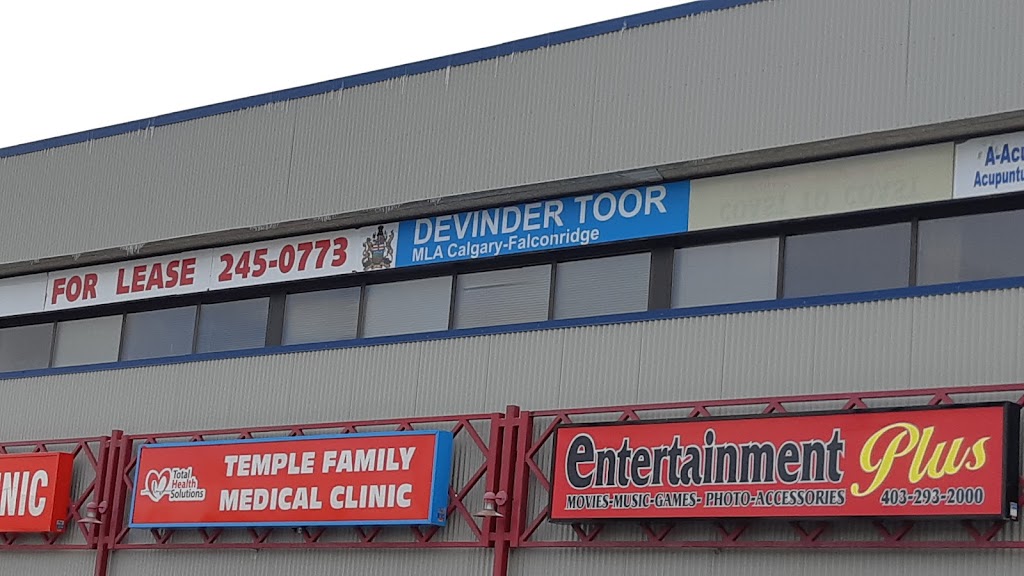 FOR LEASE 245-0773
DEVINDER TOOR
MLA Calgary-Falconridge
A-Acu
Acupuntu
NIC
Total
Health
Solutions
TEMPLE FAMILY
MEDICAL CLINIC
entertainment Plus
MOVIES-MUSIC-GAMES- PHOTO-ACCESSORIES
403-293-2000